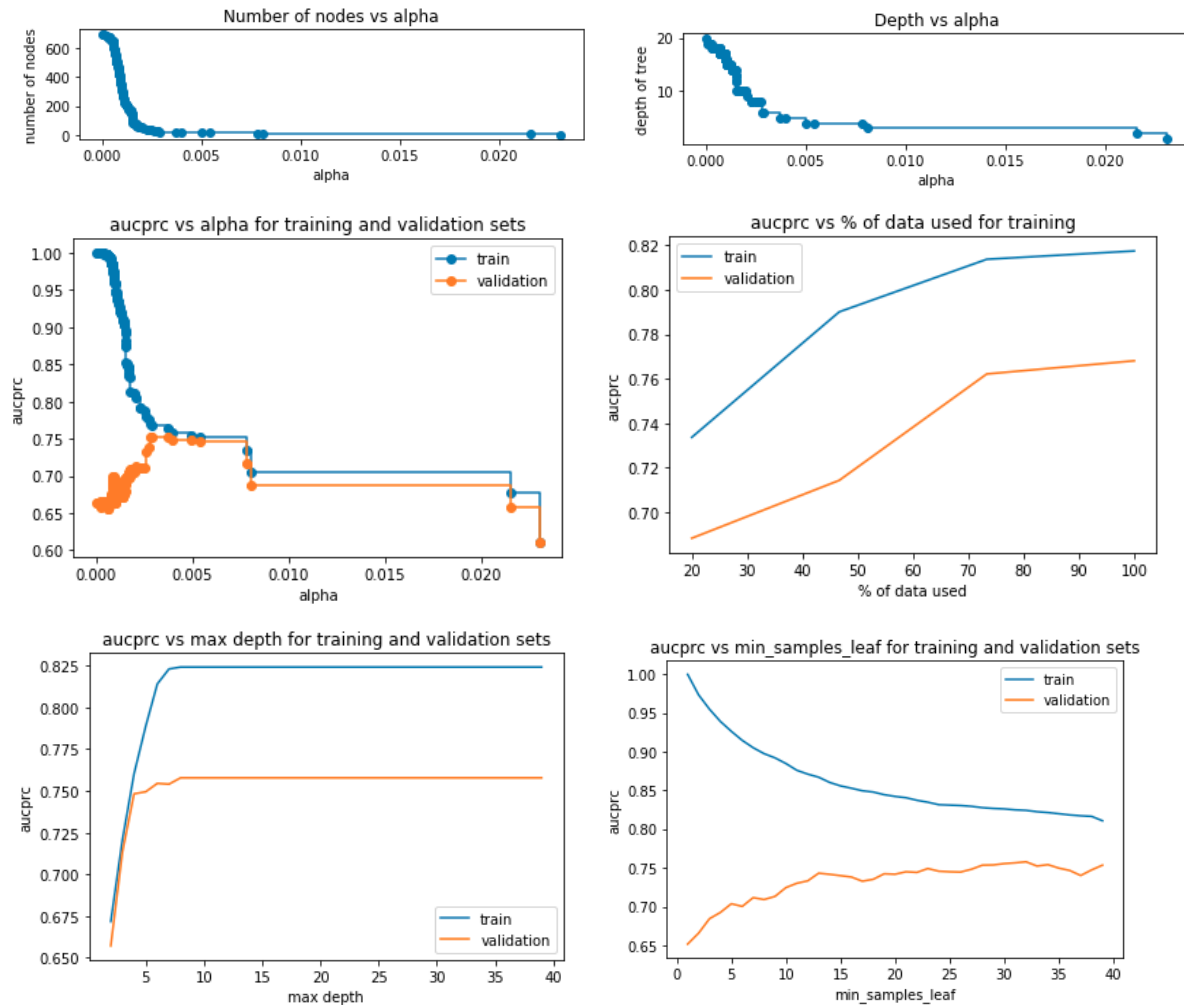 Number of nodes vs alpha
number of nodes
600
400
200
0
0.000 0.005 0.010 0.015 0.020
alpha
Depth vs alpha
depth of tree
20
10
0.000 0.005 0.010 0.015 0.020
alpha
aucprc vs alpha for training and validation sets
aucprc
1.00
0.95
0.90
0.85
0.80
0.75
0.70
0.65
0.60
train
validation
0.000 0.005 0.010 0.015 0.020
alpha
aucprc vs % of data used for training
aucprc
0.82
0.80
0.78
0.76
0.74
0.72
0.70
train
validation
20 30 40 50 60 70 80 90 100
% of data used
aucprc vs max depth for training and validation sets
aucprc
0.825
0.800
0.775
0.750
0.725
0.700
0.675
0.650
train
validation
5 10 15 20 25 30 35 40
max depth
aucprc vs min_samples_leaf for training and validation sets
aucprc
1.00
0.95
0.90
0.85
0.80
0.75
0.70
0.65
train
validation
0 5 10 15 20 25 30 35 40
min_samples_leaf